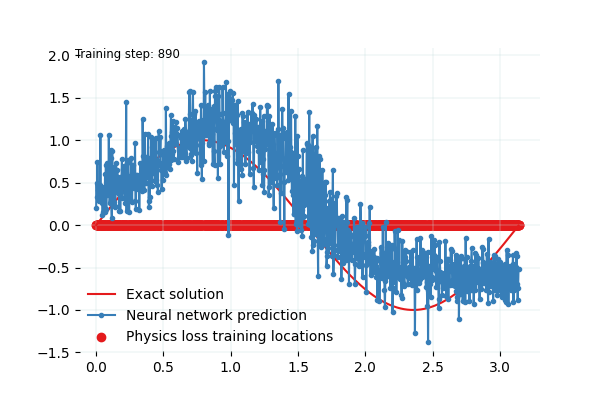 Training step: 890
2.0
1.5
1.0
0.5
0.0
−0.5
−1.0
−1.5
Exact solution
Neural network prediction
Physics loss training locations
0.0 0.5 1.0 1.5 2.0 2.5 3.0